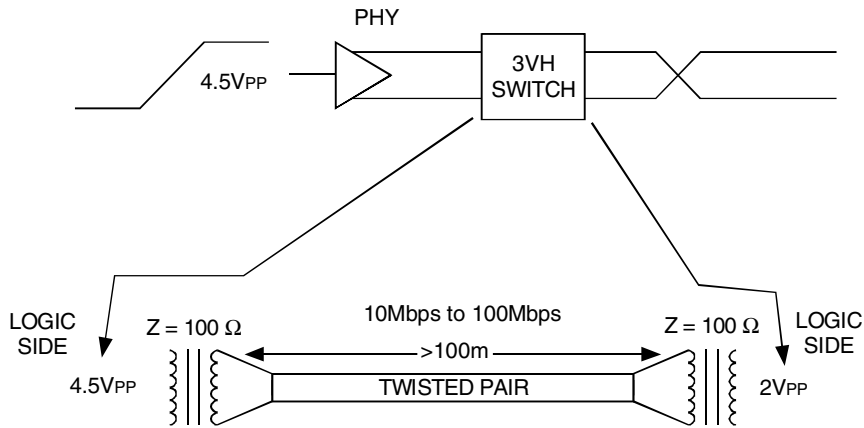 PHY
4.5VPP
3VH
SWITCH
10Mbps to 100Mbps
LOGIC
SIDE
Z = 100 Ω
Z = 100 Ω
LOGIC
SIDE
>100m
4.5VPP
TWISTED PAIR
2VPP